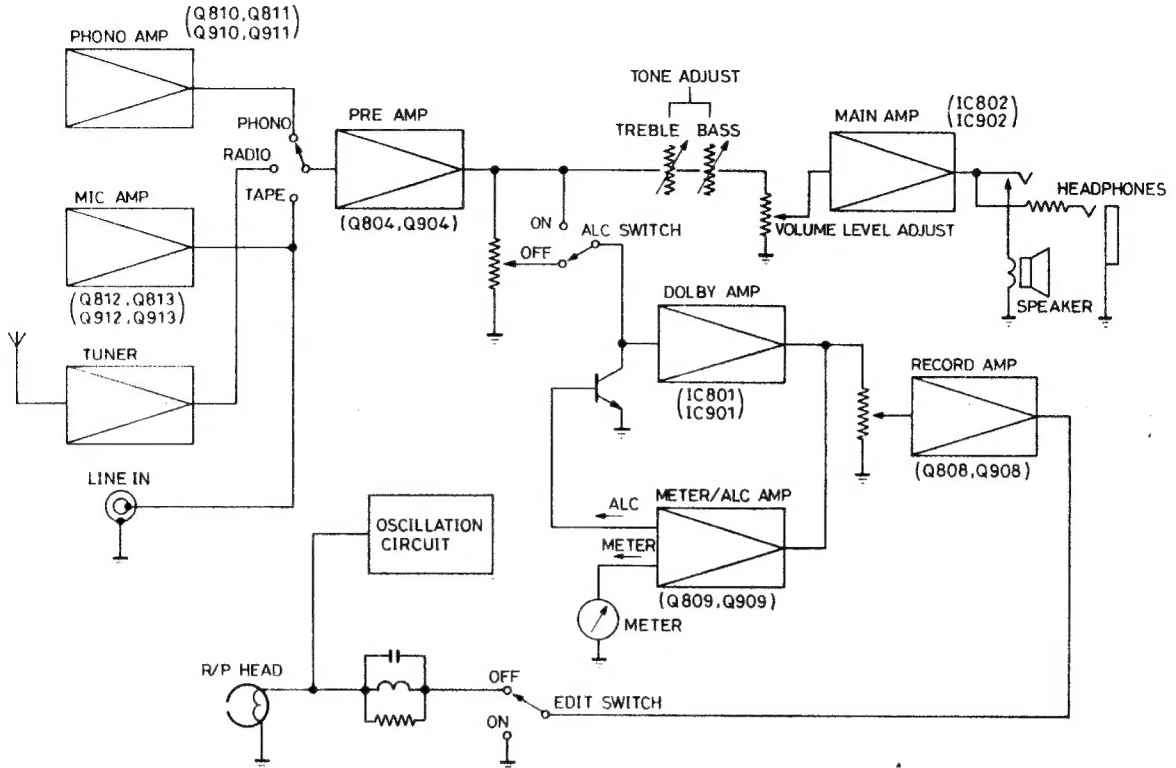 (Q810,Q811)
(Q910,Q911)
PHONO AMP
PHONO
RADIO
TAPE
PRE AMP
(Q804,Q904)
TONE ADJUST
TREBLE BASS
MAIN AMP
(IC802)
(IC902)
HEADPHONES
SPEAKER
VOLUME LEVEL ADJUST
ON
OFF
ALC SWITCH
MIC AMP
(Q812,Q813)
(Q912,Q913)
TUNER
LINE IN
DOLBY AMP
(IC801)
(IC901)
RECORD AMP
(Q808,Q908)
METER/ALC AMP
ALC
METER
(Q809,Q909)
METER
OSCILLATION
CIRCUIT
R/P HEAD
OFF
EDIT SWITCH
ON